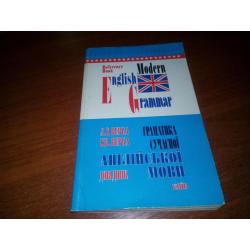 Reference
Book
Modern
English
Grammar
Л.Г. ВЕРБА
Г.В. ВЕРБА
ГРАМАТИКА
СУЧАСНОЇ
АНГЛІЙСЬКОЇ
ДОВІДНИК
МОВИ